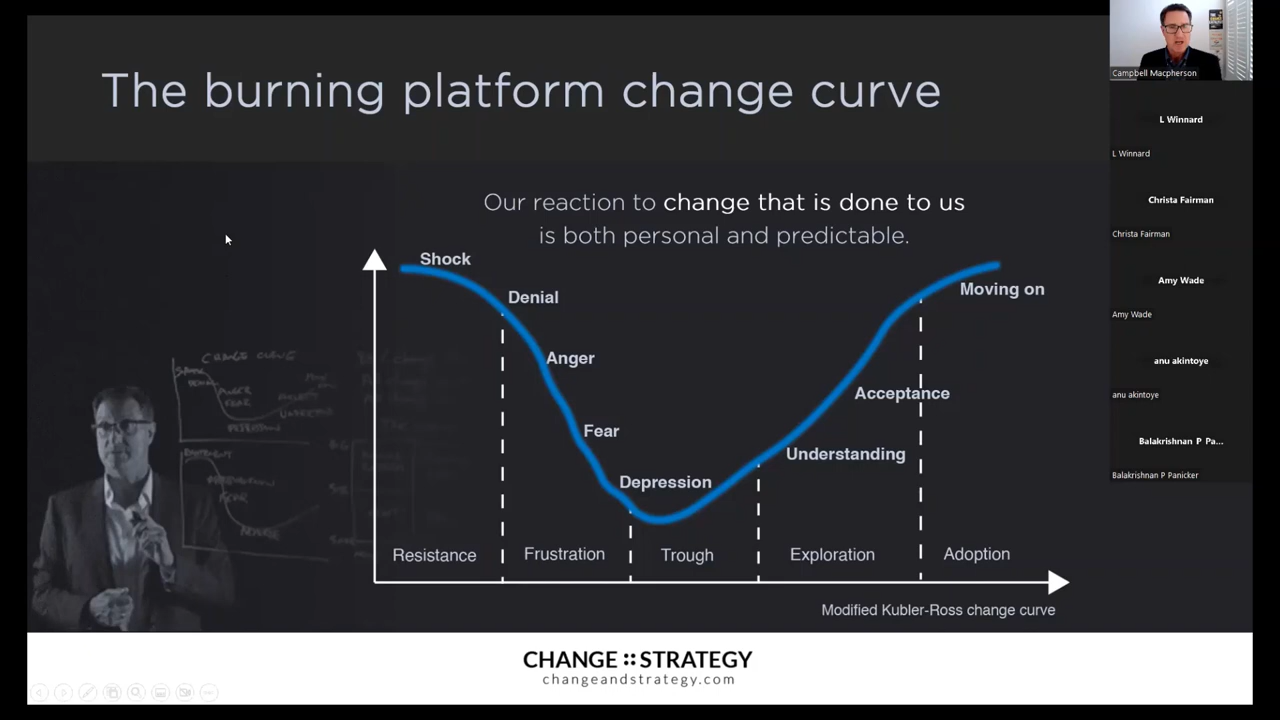 The burning platform change curve
Our reaction to change that is done to us
is both personal and predictable.
Shock
Denial
Anger
Fear
Depression
Understanding
Acceptance
Moving on
Resistance
Frustration
Trough
Exploration
Adoption
Modified Kubler-Ross change curve
CHANGE :: STRATEGY
changeandstrategy.com
CHANGE CURVE
Campbell Macpherson
L Winnard
L Winnard
Christa Fairman
Christa Fairman
Amy Wade
Amy Wade
anu akintoye
anu akintoye
Balakrishnan P Pa...
Balakrishnan P Panicker